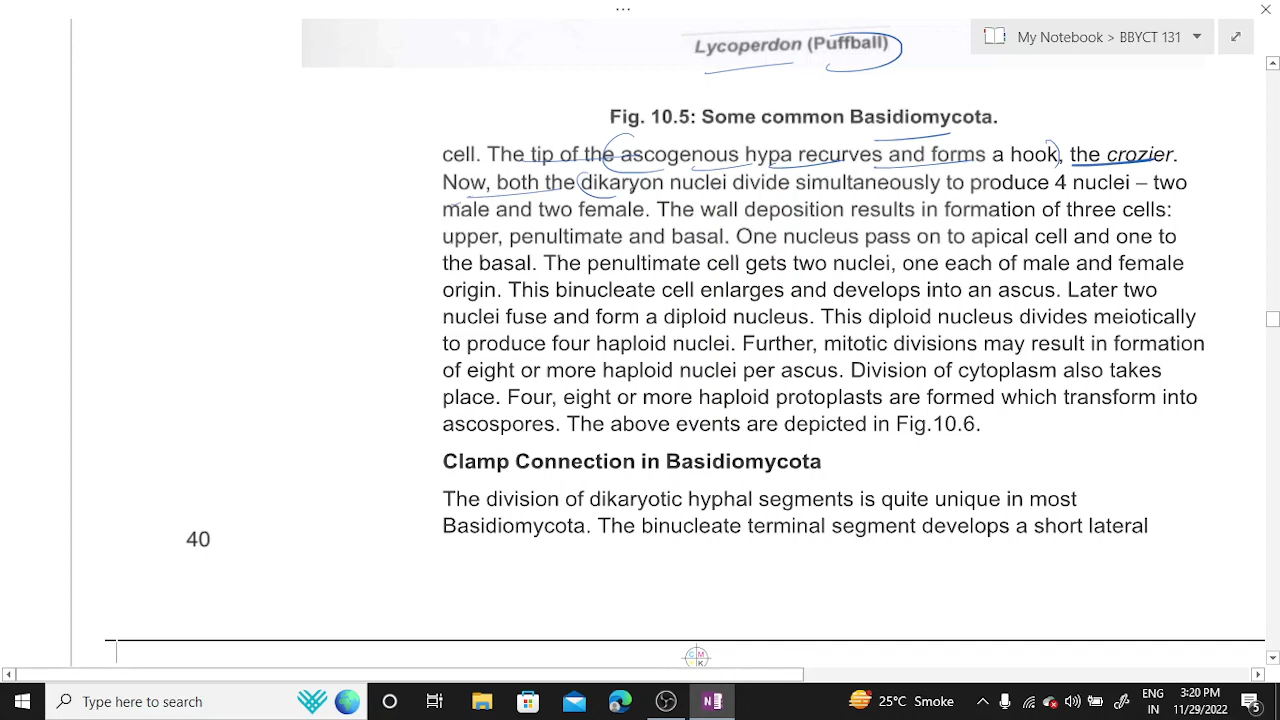 ...
My Notebook > BBYCT 131
Lycoperdon (Puffball)
Fig. 10.5: Some common Basidiomycota.
cell. The tip of the ascogenous hypa recurves and forms a hook, the crozier.
Now, both the dikaryon nuclei divide simultaneously to produce 4 nuclei – two
male and two female. The wall deposition results in formation of three cells:
upper, penultimate and basal. One nucleus pass on to apical cell and one to
the basal. The penultimate cell gets two nuclei, one each of male and female
origin. This binucleate cell enlarges and develops into an ascus. Later two
nuclei fuse and form a diploid nucleus. This diploid nucleus divides meiotically
to produce four haploid nuclei. Further, mitotic divisions may result in formation
of eight or more haploid nuclei per ascus. Division of cytoplasm also takes
place. Four, eight or more haploid protoplasts are formed which transform into
ascospores. The above events are depicted in Fig.10.6.
Clamp Connection in Basidiomycota
The division of dikaryotic hyphal segments is quite unique in most
Basidiomycota. The binucleate terminal segment develops a short lateral
40
C M
Y K
Type here to search
25°C Smoke
ENG
IN
3:20 PM
11/29/2022
5